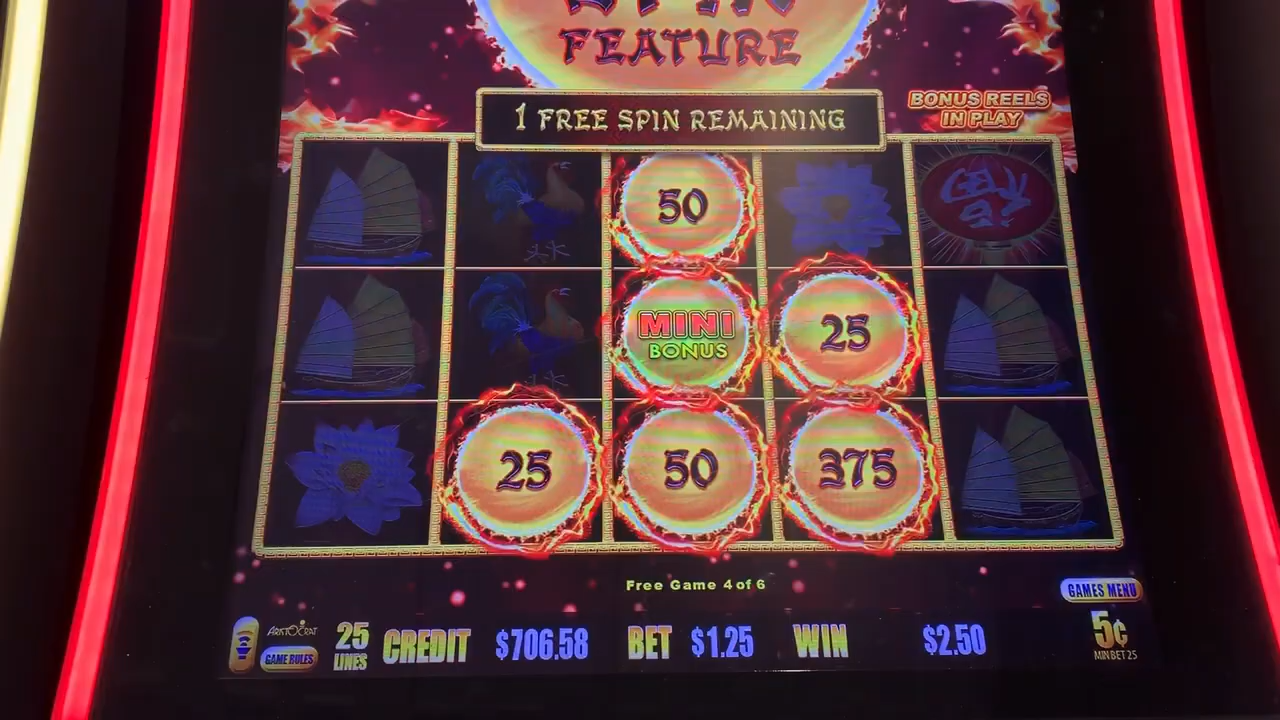 SPIN
FEATURE
1 FREE SPIN REMAINING
BONUS REELS
IN PLAY
50
MINI
BONUS
25
25
50
375
Free Game 4 of 6
GAMES MENU
ARISTOCRAT
GAME RULES
25
LINES
CREDIT $706.58
BET $1.25
WIN $2.50
5¢
MIN BET 25